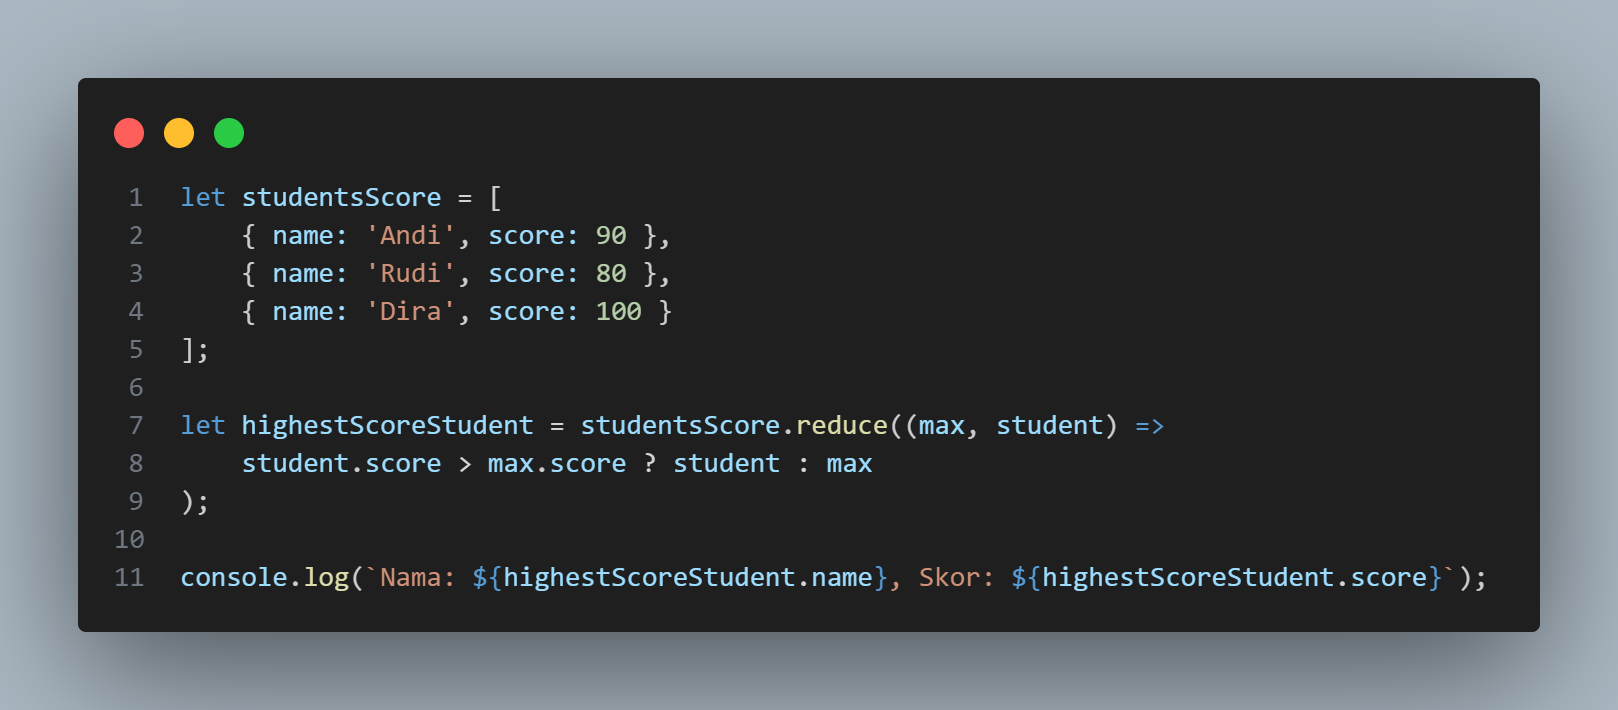 1 let studentsScore = [
2     { name: 'Andi', score: 90 },
3     { name: 'Rudi', score: 80 },
4     { name: 'Dira', score: 100 }
5 ];
6
7 let highestScoreStudent = studentsScore.reduce((max, student) =>
8     student.score > max.score ? student : max
9 );
10
11 console.log(`Nama: ${highestScoreStudent.name}, Skor: ${highestScoreStudent.score}`);